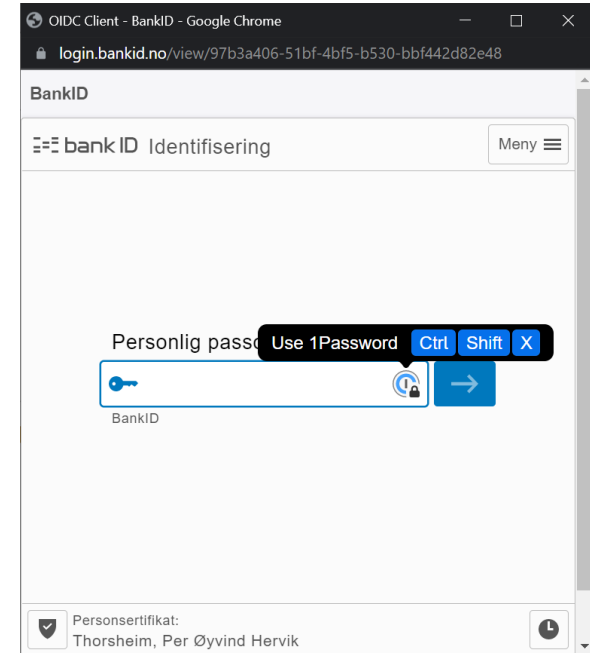 OIDC Client - BankID - Google Chrome
login.bankid.no/view/97b3a406-51bf-4bf5-b530-bbf442d82e48
BankID
bank ID Identifisering
Meny
Personlig
Use 1Password Ctrl Shift X
BankID
Personsertifikat:
Thorsheim, Per Øyvind Hervik